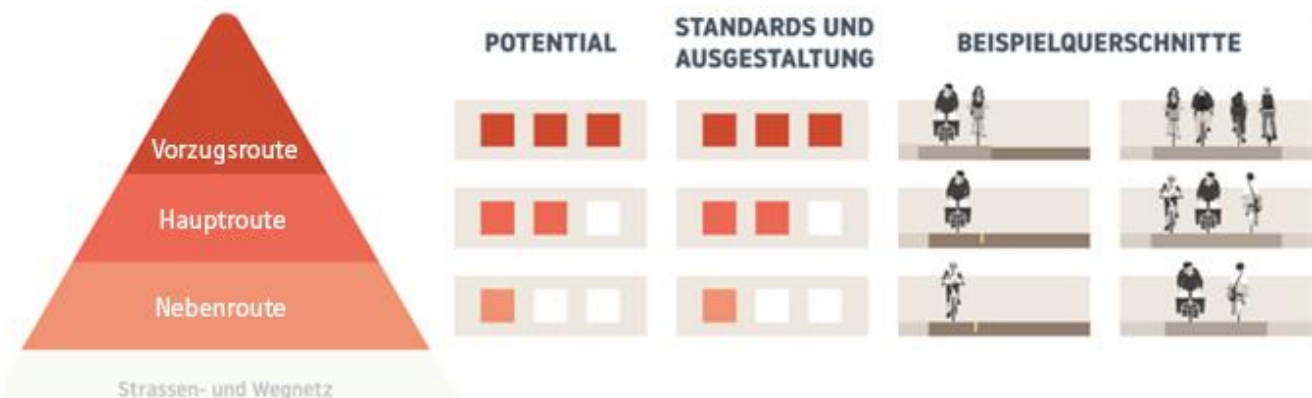 POTENTIAL
STANDARDS UND
AUSGESTALTUNG
BEISPIELQUERSCHNITTE
Vorzugsroute
Hauptroute
Nebenroute
Strassen- und Wegnetz